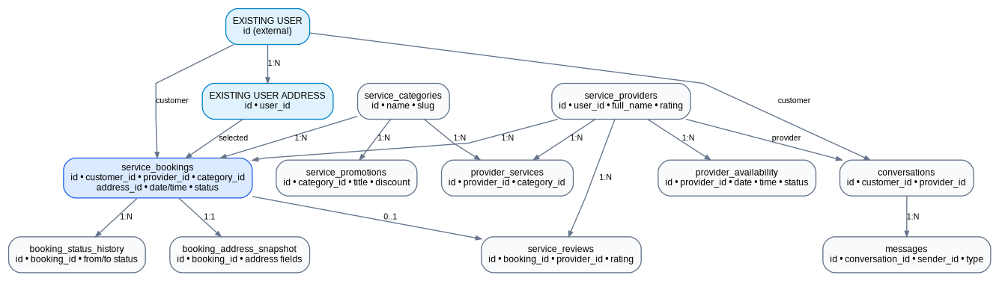 EXISTING USER
id (external)
1:N
customer
customer
EXISTING USER ADDRESS
id • user_id
service_categories
id • name • slug
service_providers
id • user_id • full_name • rating
selected
1:N
1:N
1:N
1:N
1:N
1:N
provider
service_bookings
id • customer_id • provider_id • category_id
address_id • date/time • status
service_promotions
id • category_id • title • discount
provider_services
id • provider_id • category_id
1:N
provider_availability
id • provider_id • date • time • status
conversations
id • customer_id • provider_id
1:N
1:1
0..1
1:N
booking_status_history
id • booking_id • from/to status
booking_address_snapshot
id • booking_id • address fields
service_reviews
id • booking_id • provider_id • rating
messages
id • conversation_id • sender_id • type